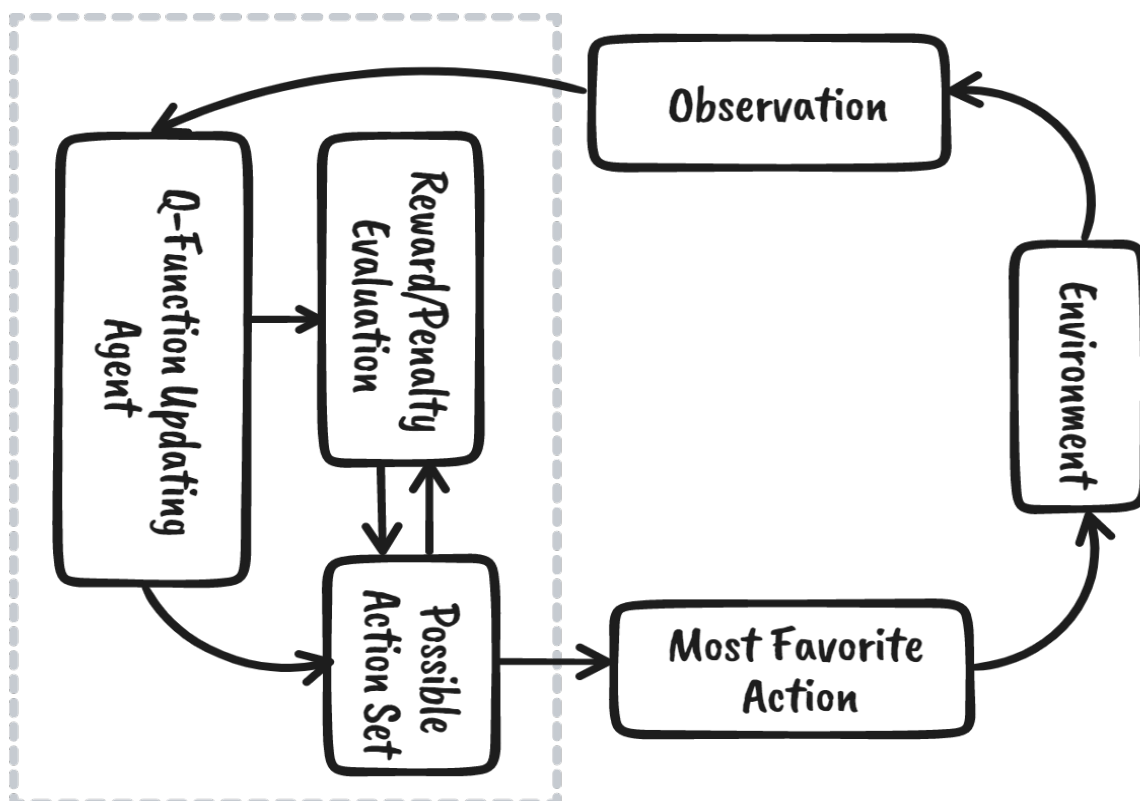 Observation
Q-Function Updating
Agent
Reward/Penalty
Evaluation
Environment
Possible
Action Set
Most Favorite
Action